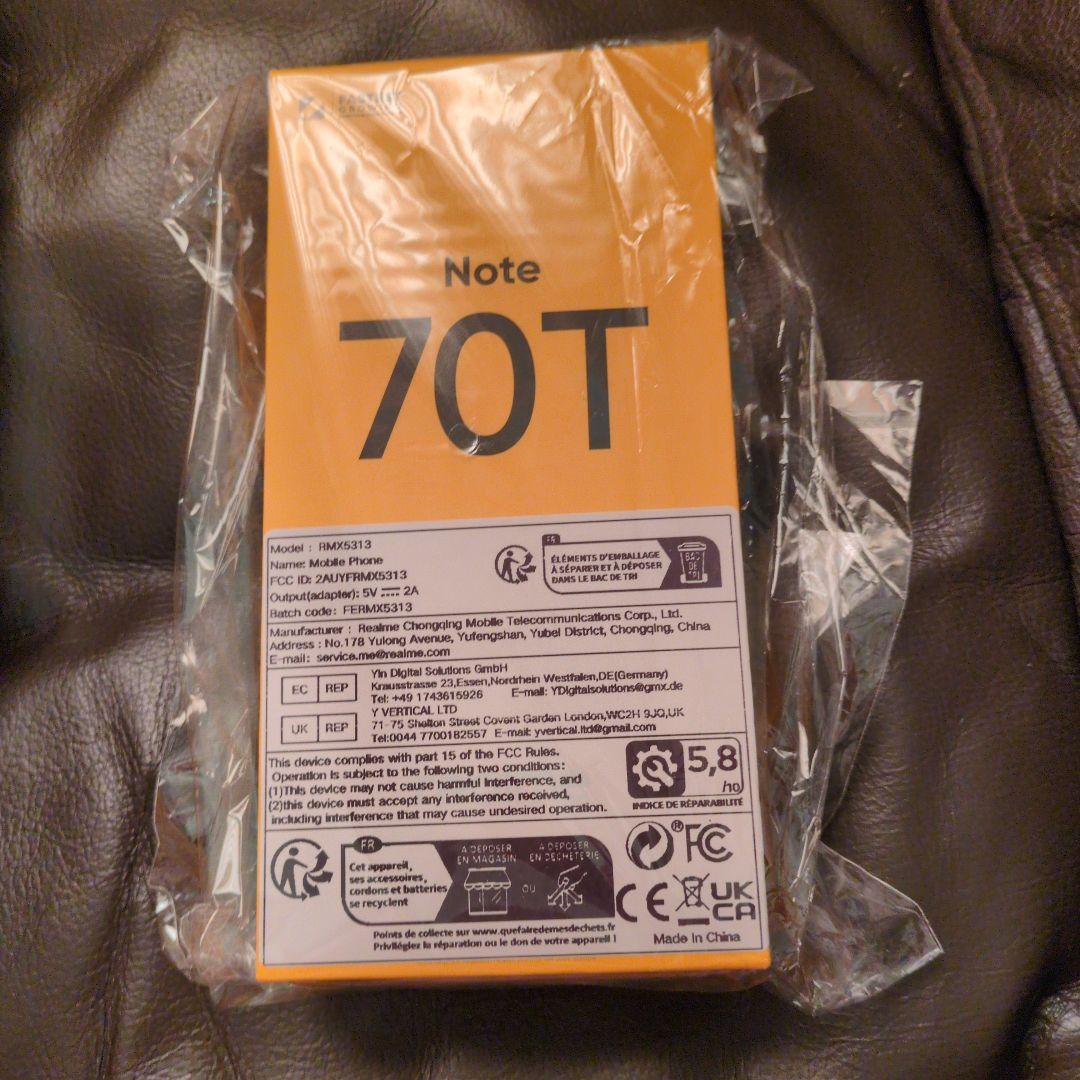 Note
70T
Model : RMX5313
Name: Mobile Phone
FCC ID: 2AUYFRMX5313
Output(adapter): 5V 2A
Batch code: FERMX5313
FR
ÉLÉMENTS D'EMBALLAGE
À SÉPARER ET À DÉPOSER
DANS LE BAC DE TRI
BAC
DE
TRI
Manufacturer : Realme Chongqing Mobile Telecommunications Corp., Ltd.
Address : No.178 Yulong Avenue, Yufengshan, Yubei District, Chongqing, China
E-mail: service.me@realme.com
EC REP
Yin Digital Solutions GmbH
Krausstrasse 23,Essen,Nordrhein Westfalen,DE(Germany)
Tel: +49 1743615926 E-mail: YDigitalsolutions@gmx.de
UK REP
Y VERTICAL LTD
71-75 Shelton Street Covent Garden London,WC2H 9JQ,UK
Tel:0044 7700182557 E-mail: yvertical.ltd@gmail.com
This device complies with part 15 of the FCC Rules.
Operation is subject to the following two conditions:
(1)This device may not cause harmful interference, and
(2)this device must accept any interference received,
including interference that may cause undesired operation.
5,8
/10
INDICE DE RÉPARABILITÉ
FR
Cet appareil,
ses accessoires,
cordons et batteries
se recyclent
À DÉPOSER
EN MAGASIN
OU
À DÉPOSER
EN DÉCHÈTERIE
Points de collecte sur www.quefairedemesdechets.fr
Privilégiez la réparation ou le don de votre appareil !
® FC
CE UK
CA
Made In China